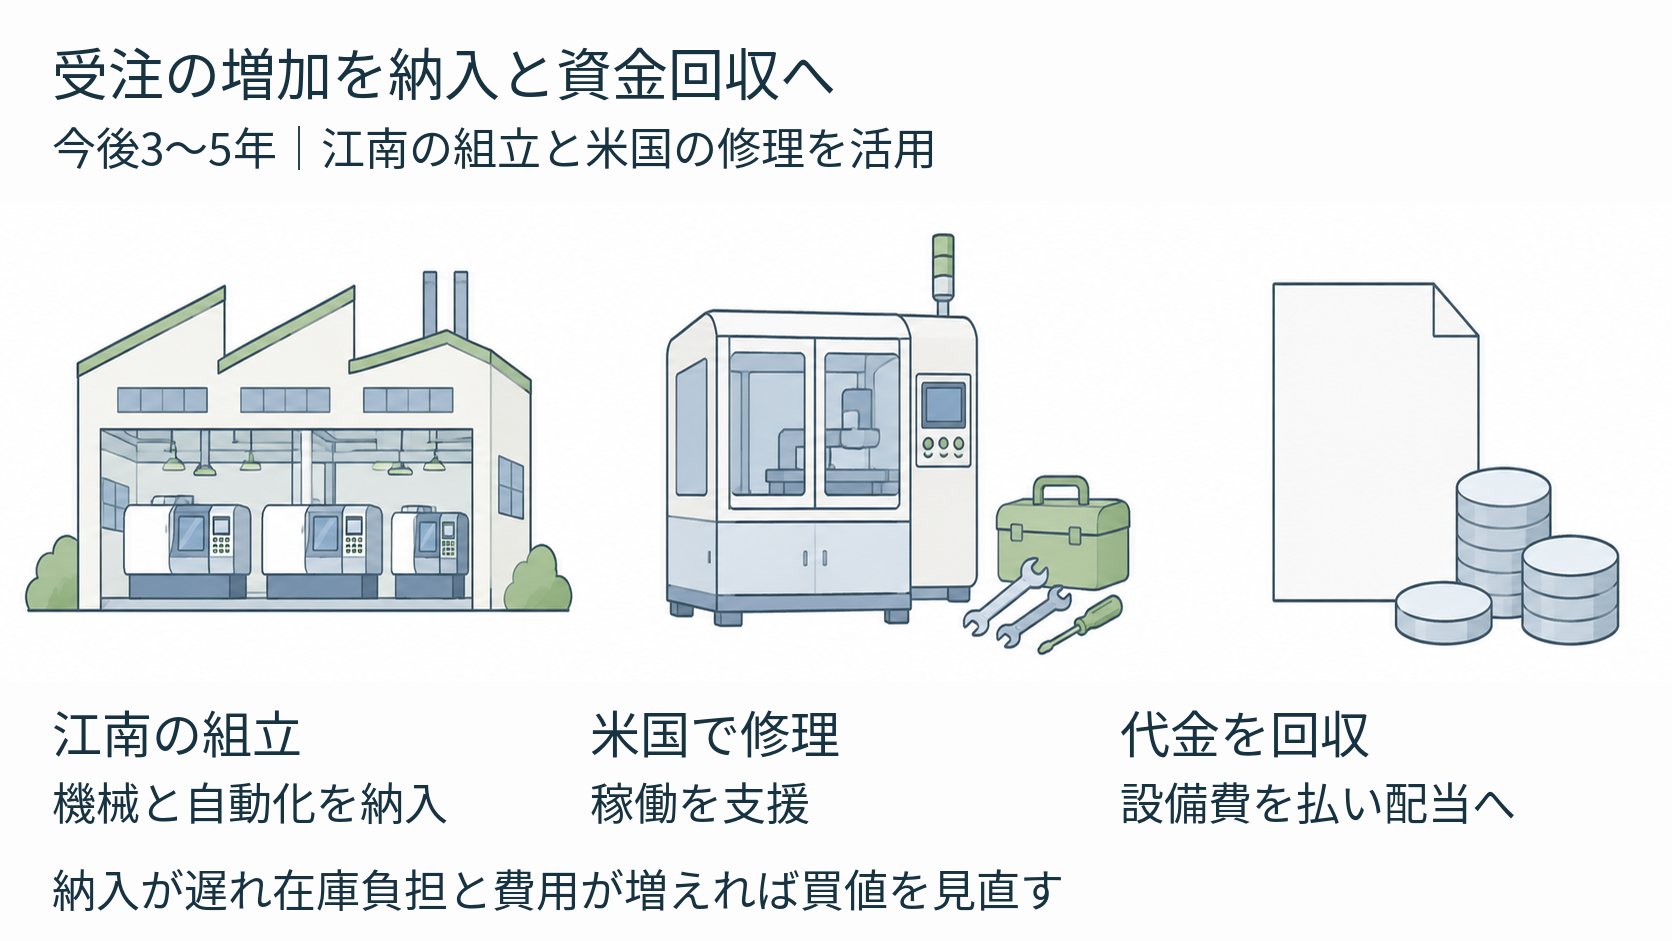 受注の増加を納入と資金回収へ
今後3〜5年｜江南の組立と米国の修理を活用
江南の組立
機械と自動化を納入
米国で修理
稼働を支援
代金を回収
設備費を払い配当へ
納入が遅れ在庫負担と費用が増えれば買値を見直す